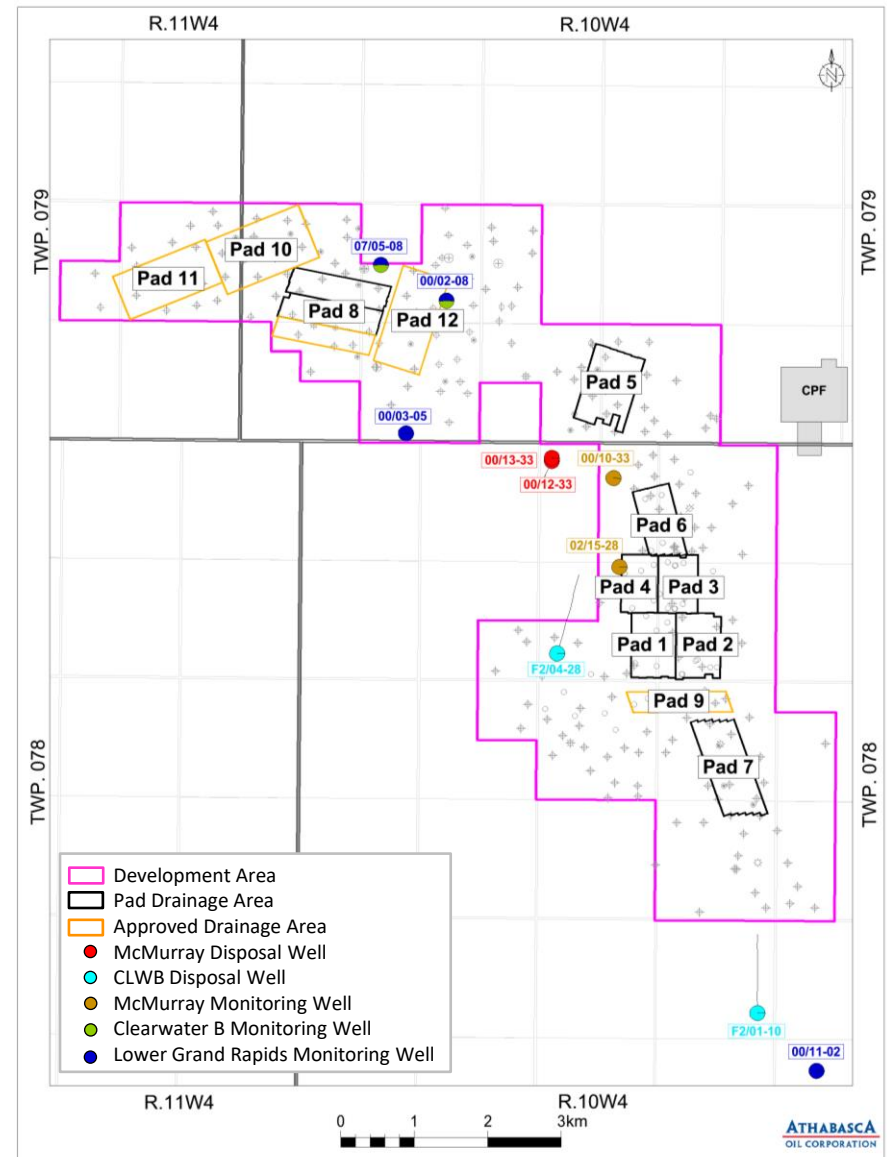 R.11W4
R.10W4
N
TWP. 079
TWP. 079
Pad 10
Pad 11
07/05-08
00/02-08
Pad 8
Pad 12
Pad 5
CPF
00/03-05
00/13-33
00/10-33
00/12-33
Pad 6
02/15-28
Pad 4
Pad 3
Pad 1
Pad 2
F2/04-28
Pad 9
TWP. 078
TWP. 078
Pad 7
Development Area
Pad Drainage Area
Approved Drainage Area
McMurray Disposal Well
CLWB Disposal Well
McMurray Monitoring Well
Clearwater B Monitoring Well
Lower Grand Rapids Monitoring Well
F2/01-10
00/11-02
R.11W4
R.10W4
0 1 2 3km
ATHABASCA
OIL CORPORATION